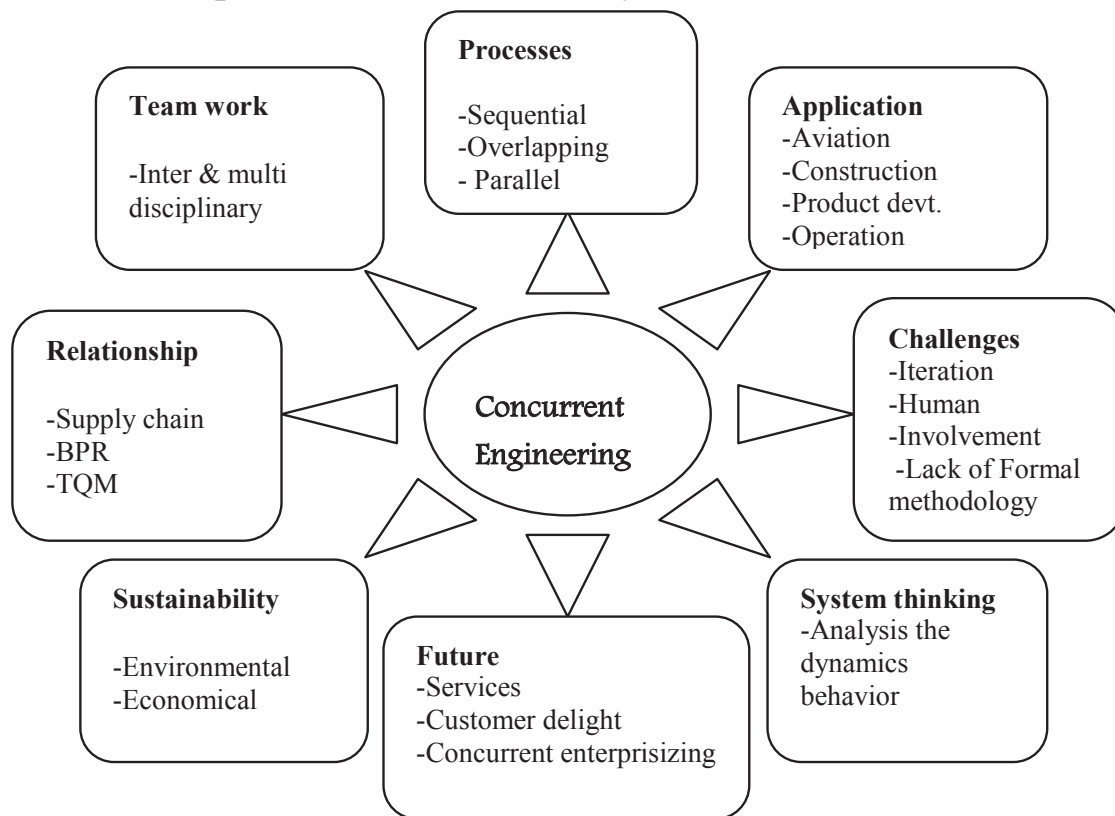 Processes
-Sequential
-Overlapping
- Parallel
Team work
-Inter & multi
disciplinary
Application
-Aviation
-Construction
-Product devt.
-Operation
Relationship
-Supply chain
-BPR
-TQM
Concurrent
Engineering
Challenges
-Iteration
-Human
-Involvement
-Lack of Formal
methodology
Sustainability
-Environmental
-Economical
Future
-Services
-Customer delight
-Concurrent enterprisizing
System thinking
-Analysis the
dynamics
behavior